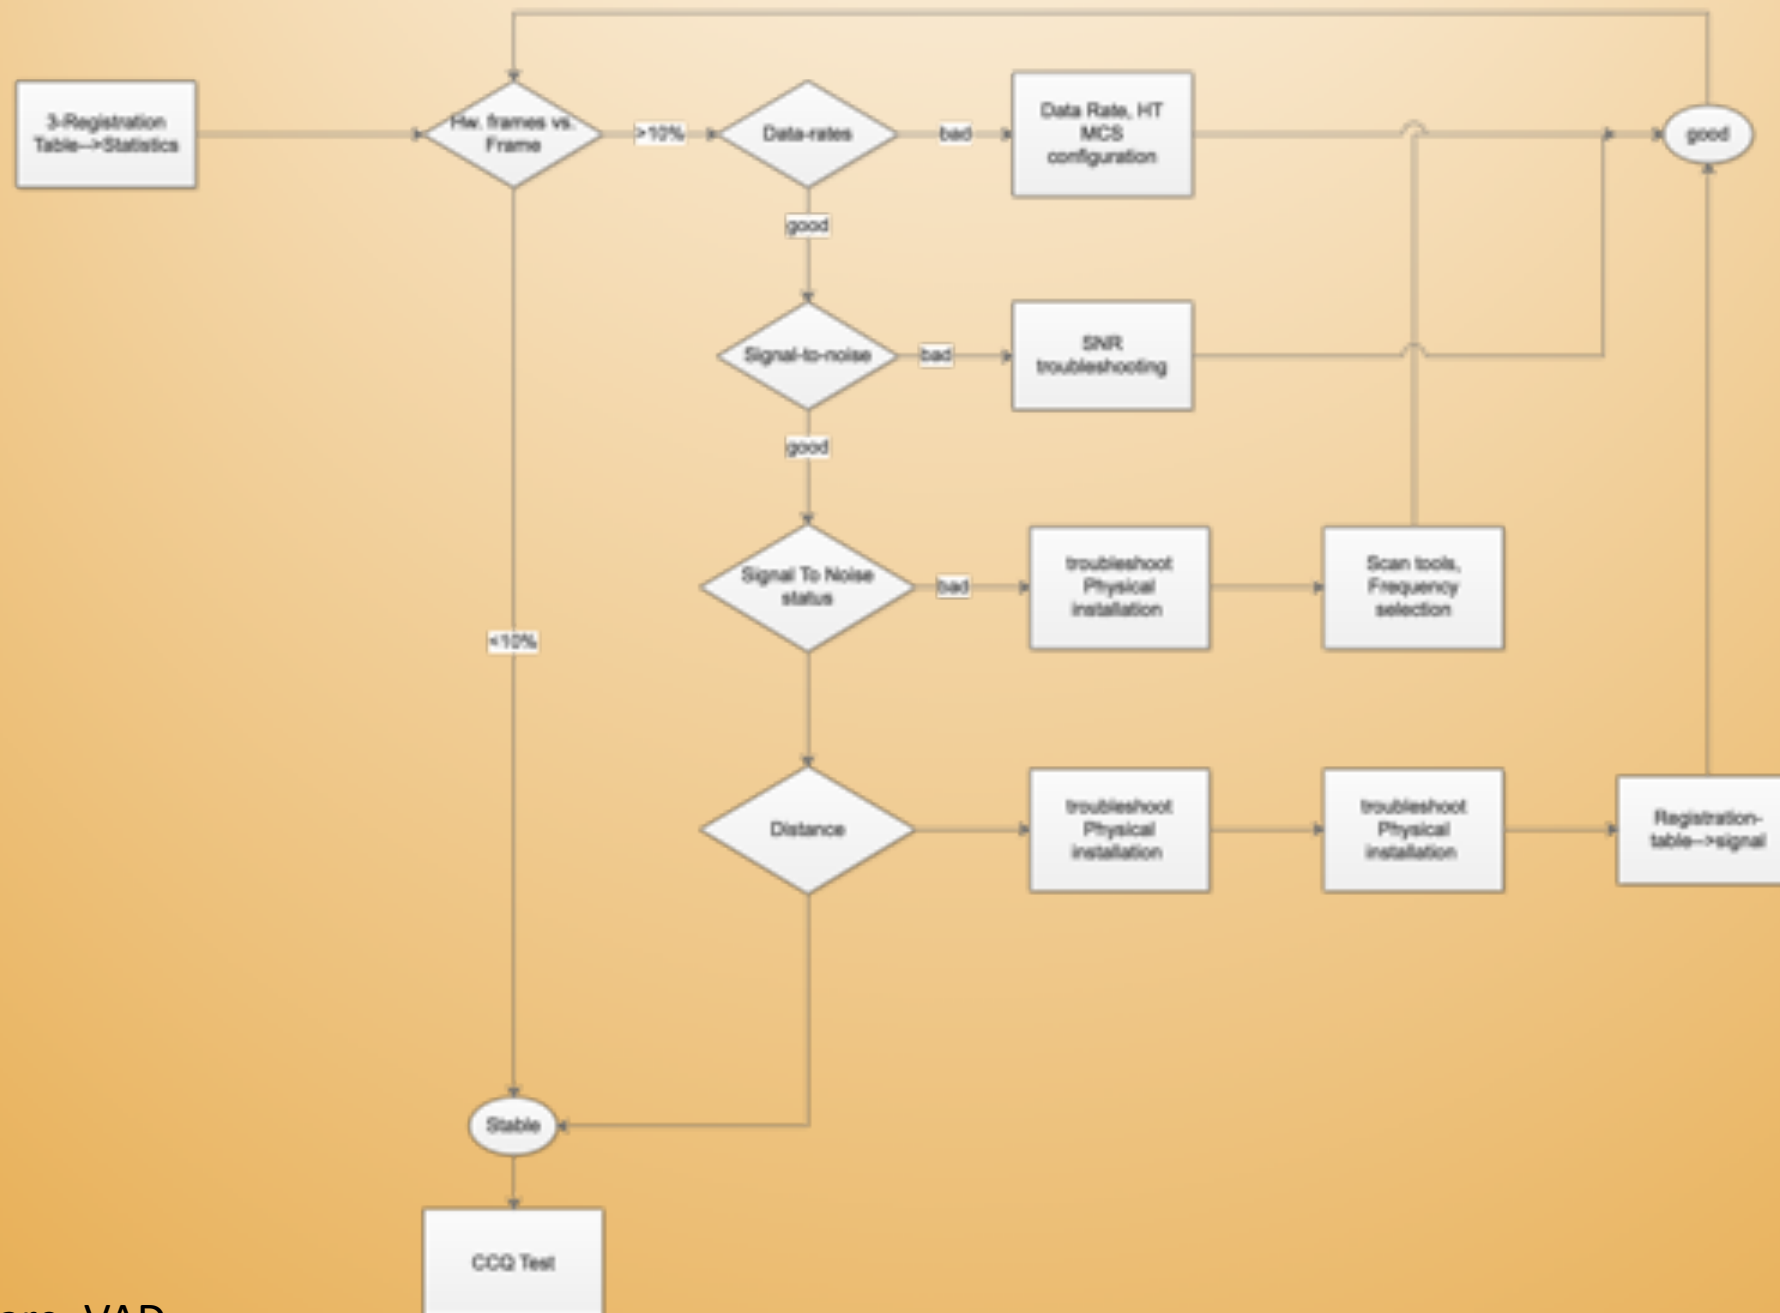 3-Registration
Table-->Statistics
Hw. frames vs.
Frame
>10%
Data-rates
bad
Data Rate, HT
MCS
configuration
good
good
Signal-to-noise
bad
SNR
troubleshooting
good
Signal To Noise
status
bad
troubleshoot
Physical
installation
Scan tools,
Frequency
selection
<10%
Distance
troubleshoot
Physical
installation
troubleshoot
Physical
installation
Registration-
table-->signal
Stable
CCQ Test
VAD